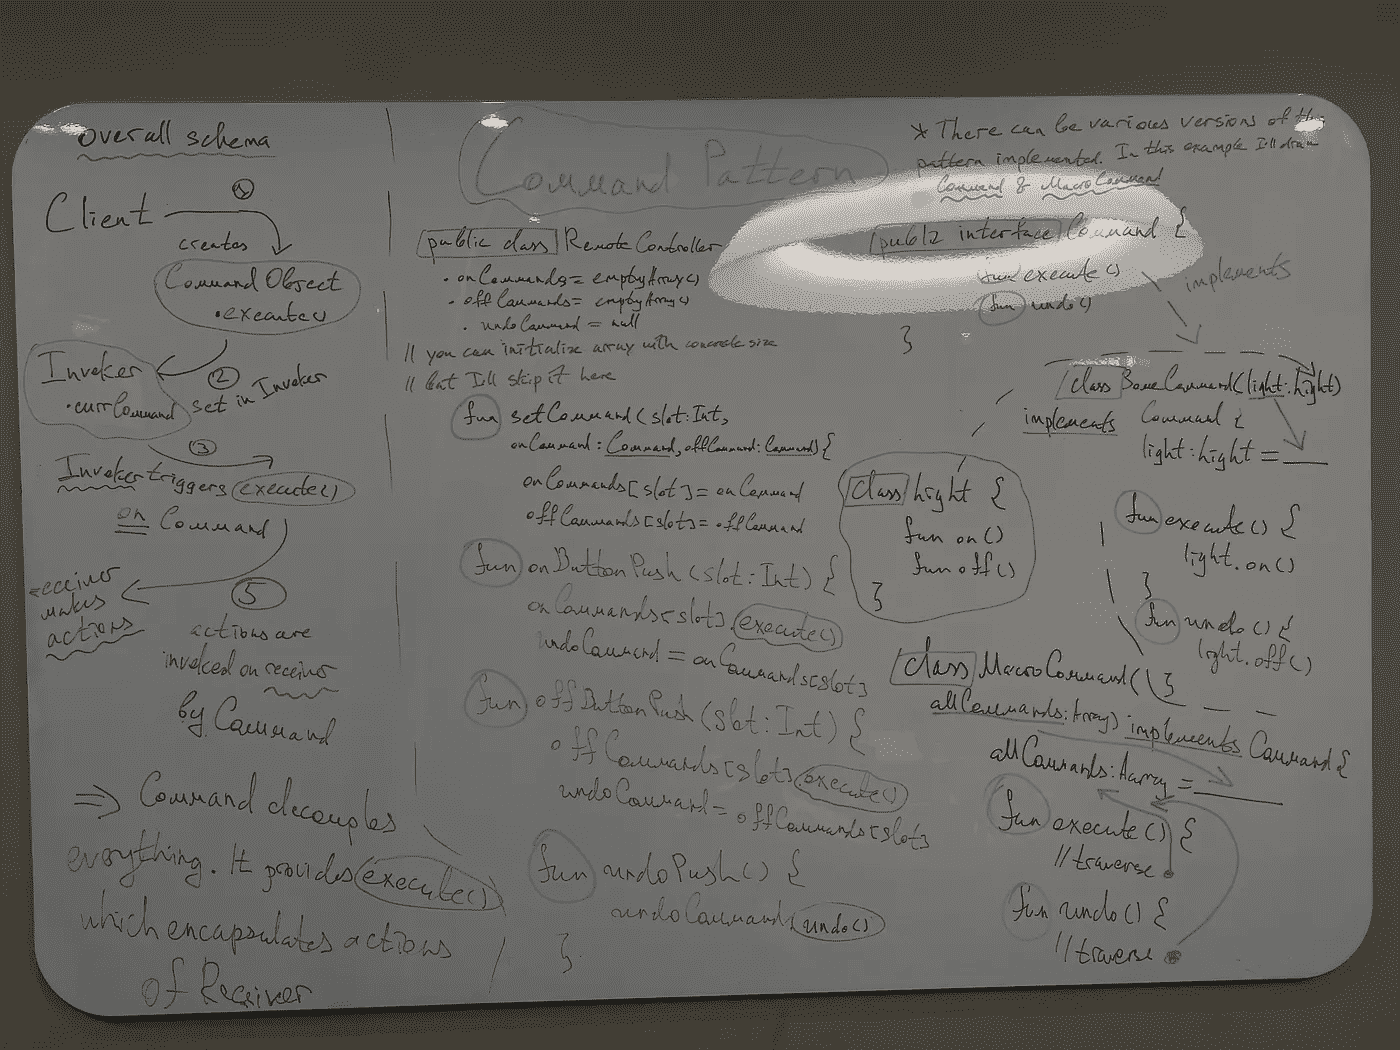 overall schema
Client
1
creates
Command Object
• execute()
Invoker
• currCommand
2
set in Invoker
3
Invoker triggers execute()
on Command
receiver
makes
actions
5
actions are
invoked on receiver
by Command
=> Command decouples
everything. It provides execute()
which encapsulates actions
of Receiver
Command Pattern
public class RemoteController
• onCommands = emptyArray()
• offCommands = emptyArray()
• undoCommand = null
// you can initialize array with concrete size
// but I'll skip it here
fun setCommand(slot:Int,
onCommand: Command, offCommand: Command) {
onCommands[slot] = onCommand
offCommands[slot] = offCommand
fun onButtonPush (slot:Int) {
onCommands[slot].execute()
undoCommand = onCommands[slot]
fun offButtonPush (slot:Int) {
offCommands[slot].execute()
undoCommand = offCommands[slot]
fun undoPush() {
undoCommand.undo()
}
* There can be various versions of this
pattern implemented. In this example I'll draw
Command & MacroCommand
public interface Command {
fun execute()
fun undo()
}
implements
class Light {
fun on()
fun off()
}
class SomeCommand(light:Light)
implements Command {
light:Light = __
fun execute() {
light.on()
}
fun undo() {
light.off()
}
class MacroCommand(
allCommands:Array) implements Command {
allCommands:Array = ____
fun execute() {
// traverse
fun undo() {
// traverse